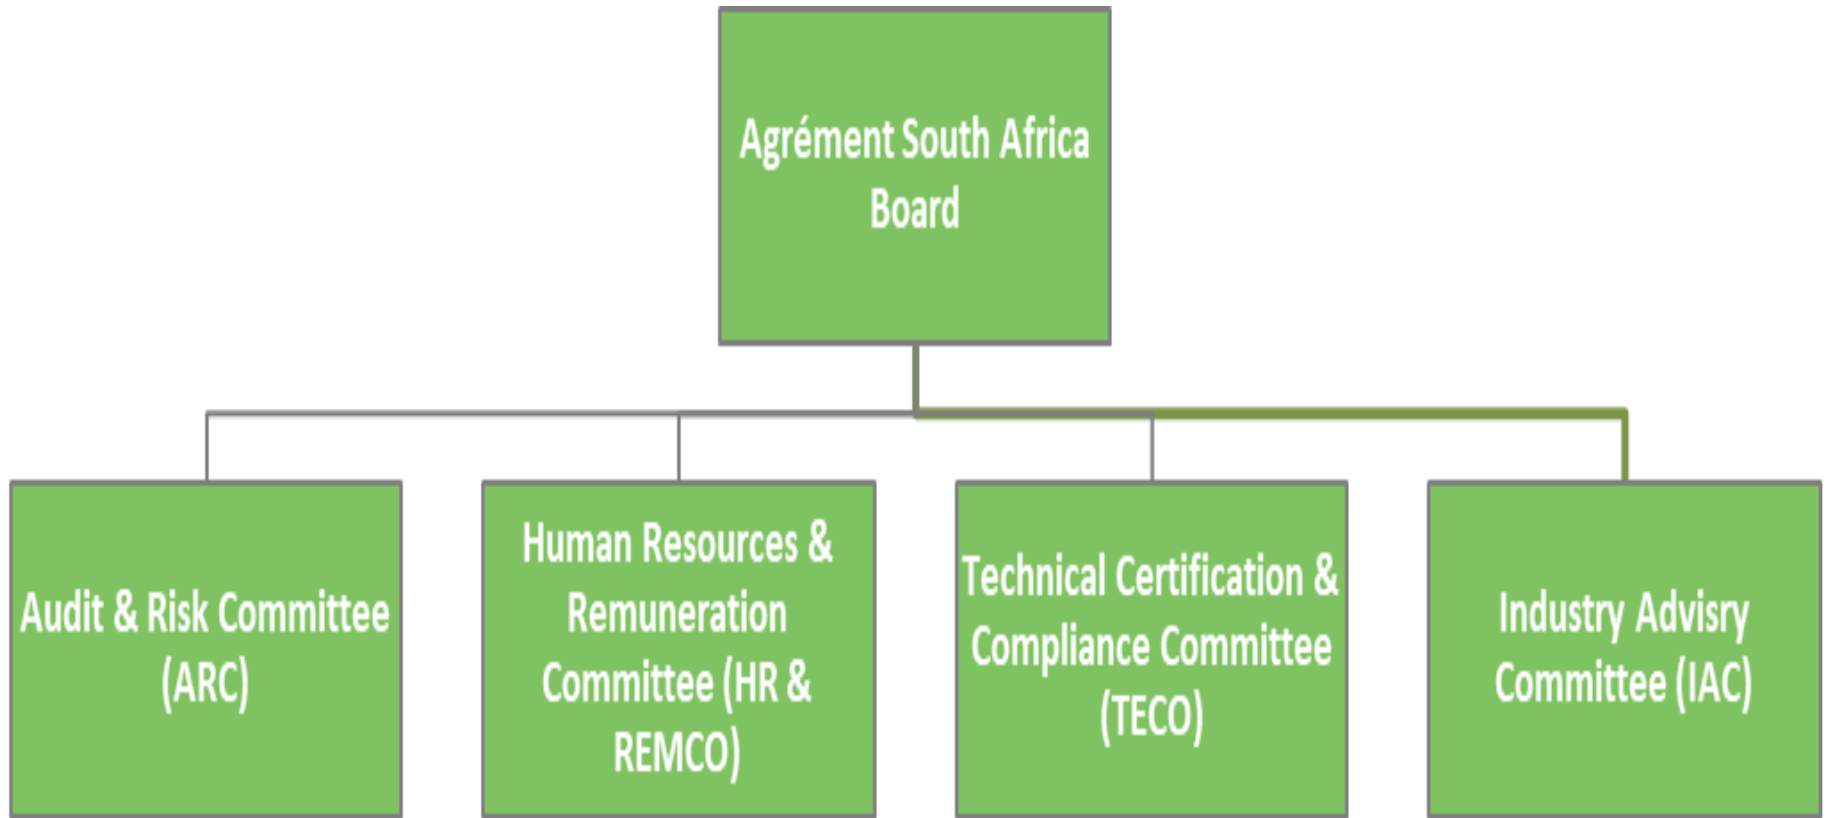 Agrément South Africa
Board
Audit & Risk Committee
(ARC)
Human Resources &
Remuneration
Committee (HR &
REMCO)
Technical Certification &
Compliance Committee
(TECO)
Industry Advisry
Committee (IAC)